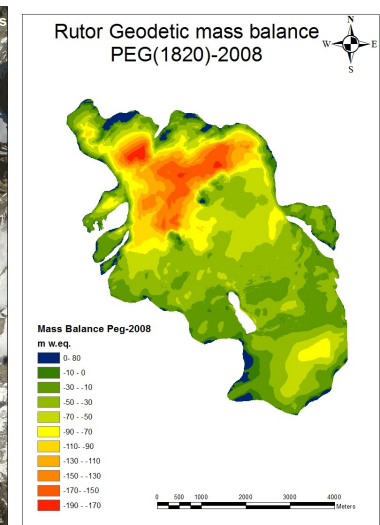 s
Rutor Geodetic mass balance
PEG(1820)-2008
N
W
E
S
Mass Balance Peg-2008
m w.eq.
0- 80
-10 - 0
-30 - -10
-50 - -30
-70 - -50
-90 - -70
-110- -90
-130 - -110
-150 - -130
-170 - -150
-190 - -170
0 500 1000 2000 3000 4000
Meters